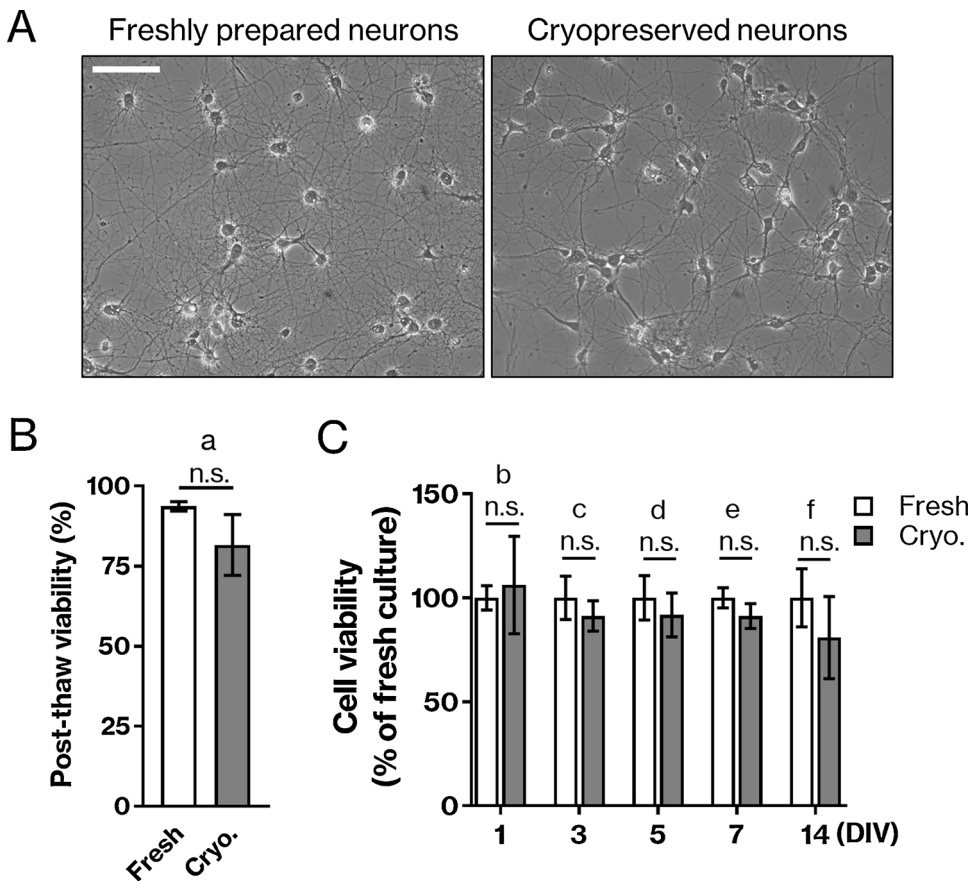 A
Freshly prepared neurons
Cryopreserved neurons
B
a
n.s.
Post-thaw viability (%)
100
75
50
25
0
Fresh
Cryo.
C
b
n.s.
c
n.s.
d
n.s.
e
n.s.
f
n.s.
Fresh
Cryo.
Cell viability
(% of fresh culture)
150
100
50
0
1 3 5 7 14 (DIV)